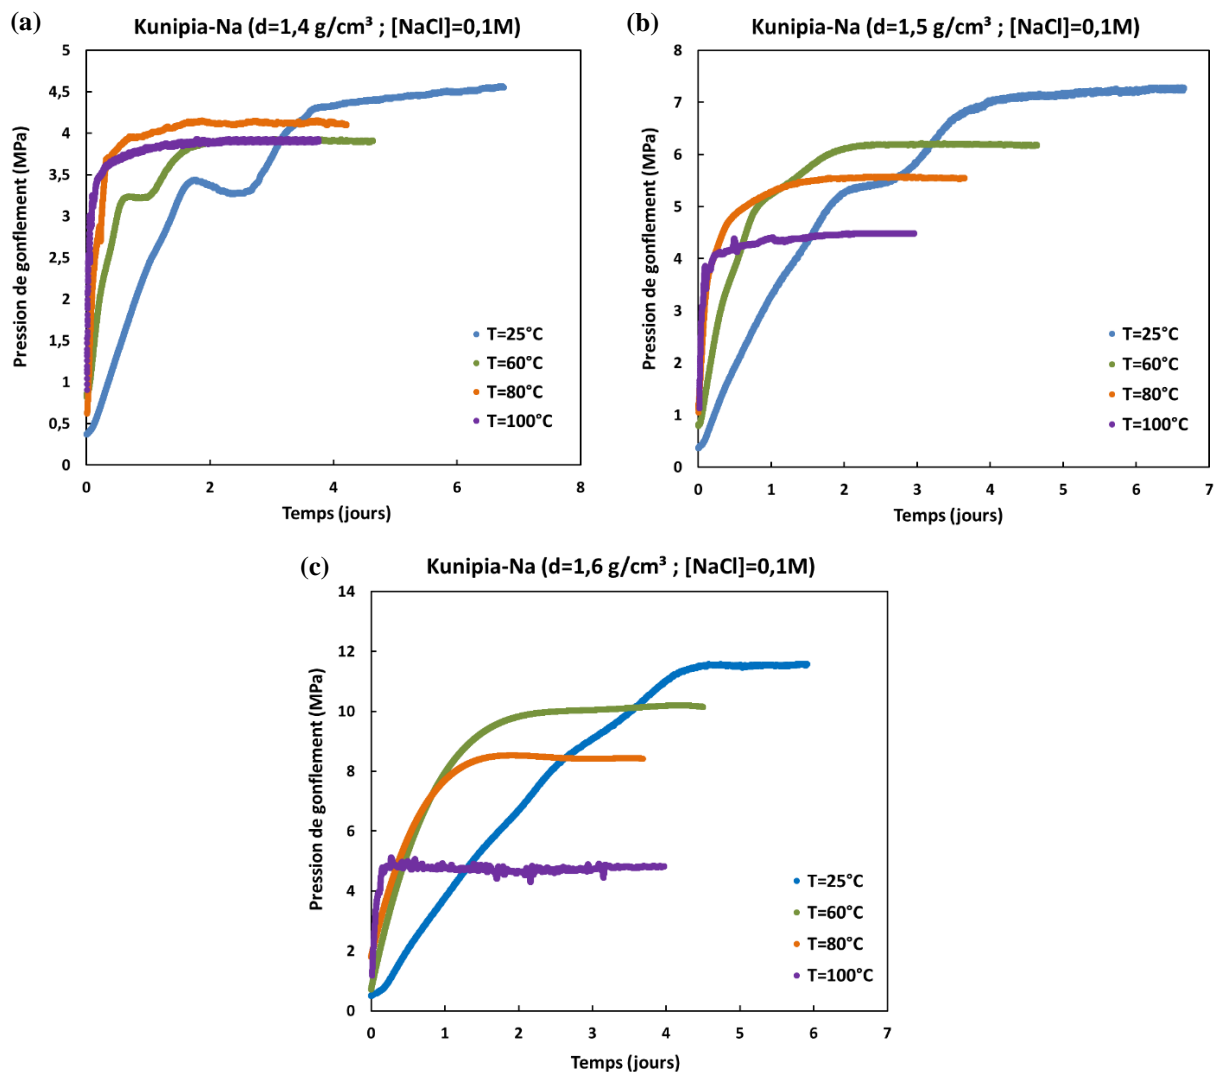 (a)
Kunipia-Na (d=1,4 g/cm³ ; [NaCl]=0,1M)
Pression de gonflement (MPa)
5
4,5
4
3,5
3
2,5
2
1,5
1
0,5
0
0
2
4
6
8
Temps (jours)
T=25°C
T=60°C
T=80°C
T=100°C
(b)
Kunipia-Na (d=1,5 g/cm³ ; [NaCl]=0,1M)
Pression de gonflement (MPa)
8
7
6
5
4
3
2
1
0
0
1
2
3
4
5
6
7
Temps (jours)
T=25°C
T=60°C
T=80°C
T=100°C
(c)
Kunipia-Na (d=1,6 g/cm³ ; [NaCl]=0,1M)
Pression de gonflement (MPa)
14
12
10
8
6
4
2
0
0
1
2
3
4
5
6
7
Temps (jours)
T=25°C
T=60°C
T=80°C
T=100°C